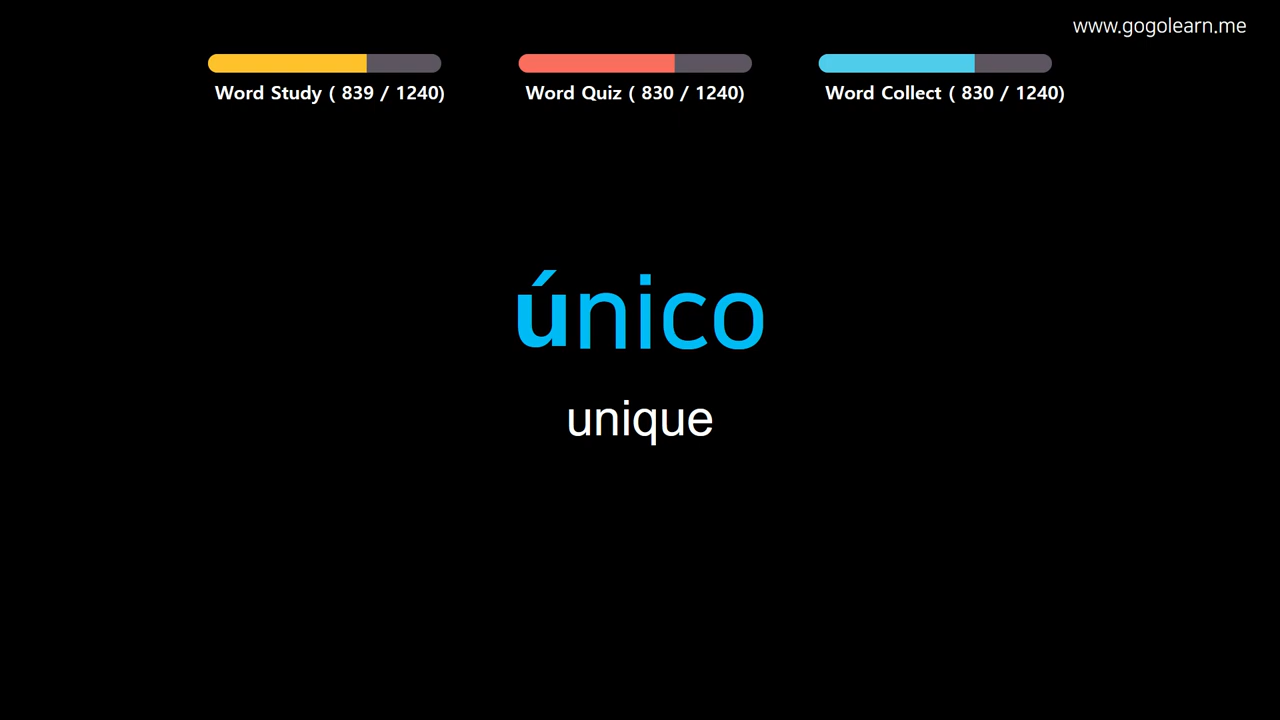 www.gogolearn.me
Word Study ( 839 / 1240)
Word Quiz ( 830 / 1240)
Word Collect ( 830 / 1240)
único
unique